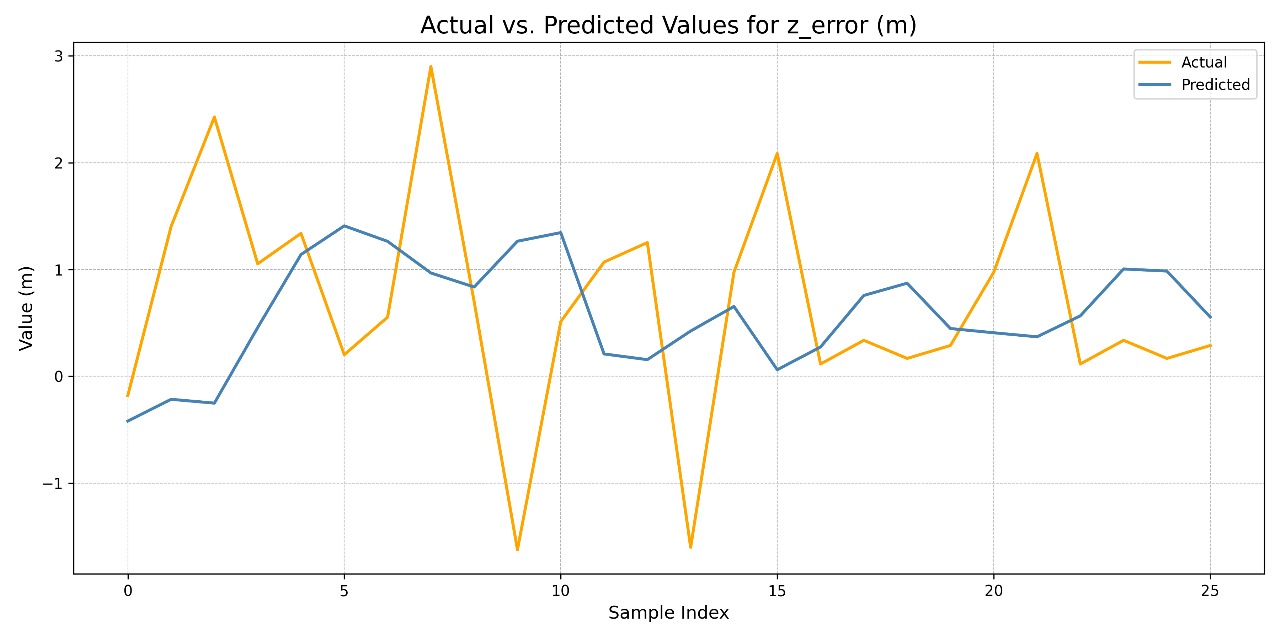 Actual vs. Predicted Values for z_error (m)
Actual
Predicted
Value (m)
3
2
1
0
−1
0 5 10 15 20 25
Sample Index